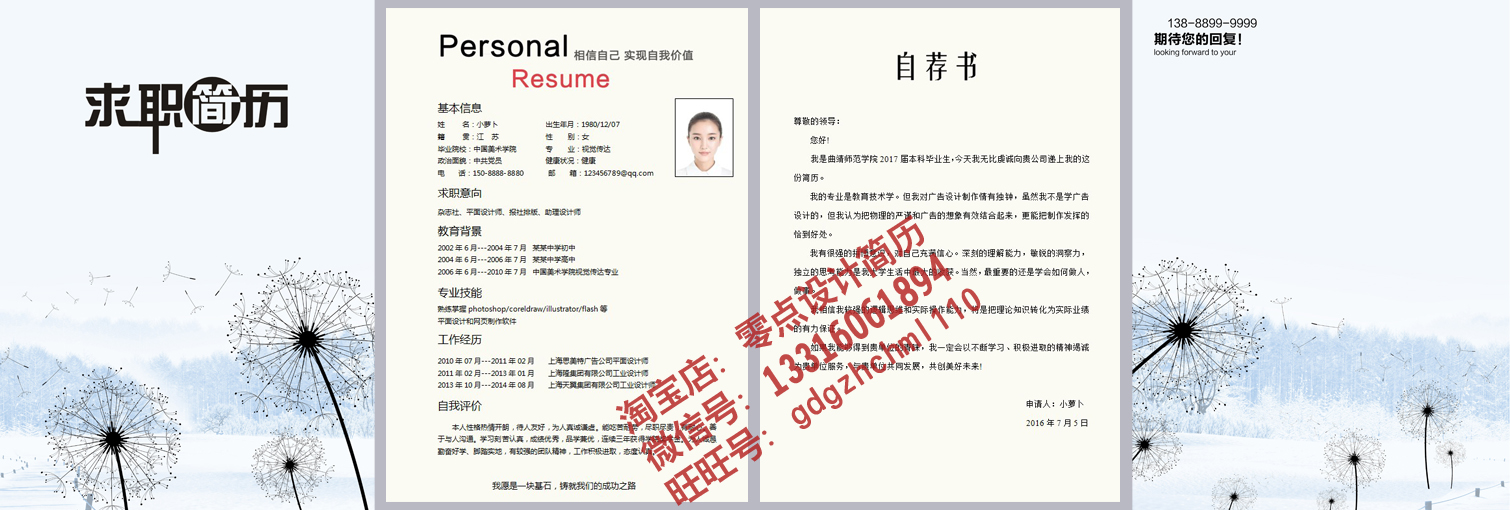 求职简历
Personal 相信自己 实现自我价值
Resume
基本信息
姓 名：小萝卜 出生年月：1980/12/07
籍 贯：江 苏 性 别：女
毕业院校：中国美术学院 专 业：视觉传达
政治面貌：中共党员 健康状况：健康
电 话：150-8888-8880 邮 箱：123456789@qq.com
求职意向
杂志社、平面设计师、报社排版、助理设计师
教育背景
2002 年 6 月---2004 年 7 月 某某中学初中
2004 年 6 月---2006 年 7 月 某某中学高中
2006 年 6 月---2010 年 7 月 中国美术学院视觉传达专业
专业技能
熟练掌握 photoshop/coreldraw/illustrator/flash 等
平面设计和网页制作软件
工作经历
2010 年 07 月---2011 年 02 月 上海思美特广告公司平面设计师
2011 年 02 月---2013 年 01 月 上海隆集团有限公司工业设计师
2013 年 10 月---2014 年 08 月 上海天翼集团有限公司工业设计师
自我评价
本人性格热情开朗，待人友好，为人真诚谦虚。能吃苦耐劳，尽职尽责，善
于与人沟通。学习刻苦认真，成绩优秀，品学兼优，连续三年获得
勤奋好学、脚踏实地，有较强的团队精神，工作积极进取，态度认真。
我愿是一块基石，铸就我们的成功之路
自荐书
尊敬的领导：
您好!
我是曲靖师范学院 2017 届本科毕业生,今天我无比虔诚向贵公司递上我的这
份简历。
我的专业是教育技术学。但我对广告设计制作情有独钟，虽然我不是学广告
设计的，但我认为把物理的严谨和广告的想象有效结合起来，更能把制作发挥的
恰到好处。
我有很强的 对自己充满信心。深刻的理解能力，敏锐的洞察力，
独立的思考能力是我大学生活中最大的收获。当然，最重要的还是学会如何做人，
做事。
我相信我较强的逻辑思维和实际操作能力，将是把理论知识转化为实际业绩
的有力保证。
如果我能够得到贵单位的青睐，我一定会以不断学习、积极进取的精神竭诚
为贵单位服务，与贵单位共同发展，共创美好未来!
申请人：小萝卜
2016 年 7 月 5 日
淘宝店：零点设计简历
微信号：13316061894
旺旺号：gdgzhchml110
138-8899-9999
期待您的回复!
looking forward to your